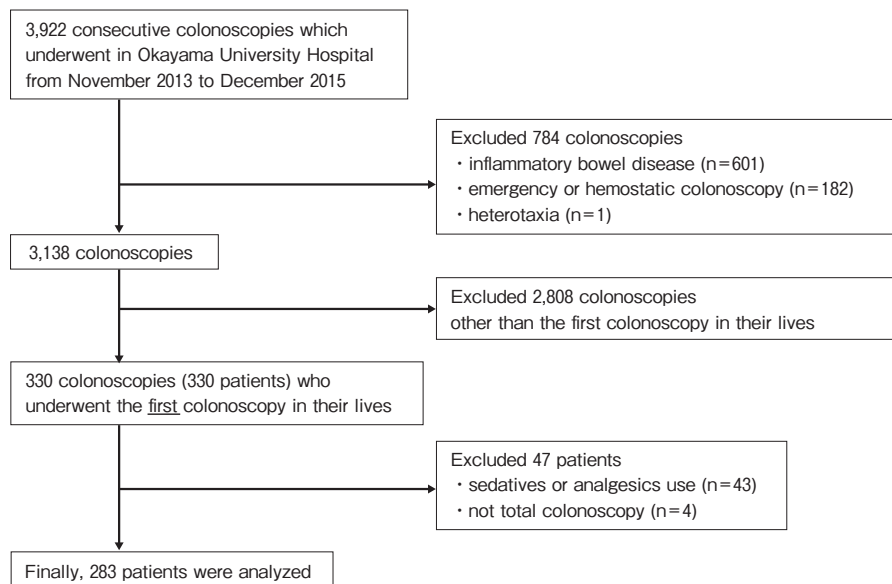 3,922 consecutive colonoscopies which
underwent in Okayama University Hospital
from November 2013 to December 2015
Excluded 784 colonoscopies
・inflammatory bowel disease (n=601)
・emergency or hemostatic colonoscopy (n=182)
・heterotaxia (n=1)
3,138 colonoscopies
Excluded 2,808 colonoscopies
other than the first colonoscopy in their lives
330 colonoscopies (330 patients) who
underwent the first colonoscopy in their lives
Excluded 47 patients
・sedatives or analgesics use (n=43)
・not total colonoscopy (n=4)
Finally, 283 patients were analyzed